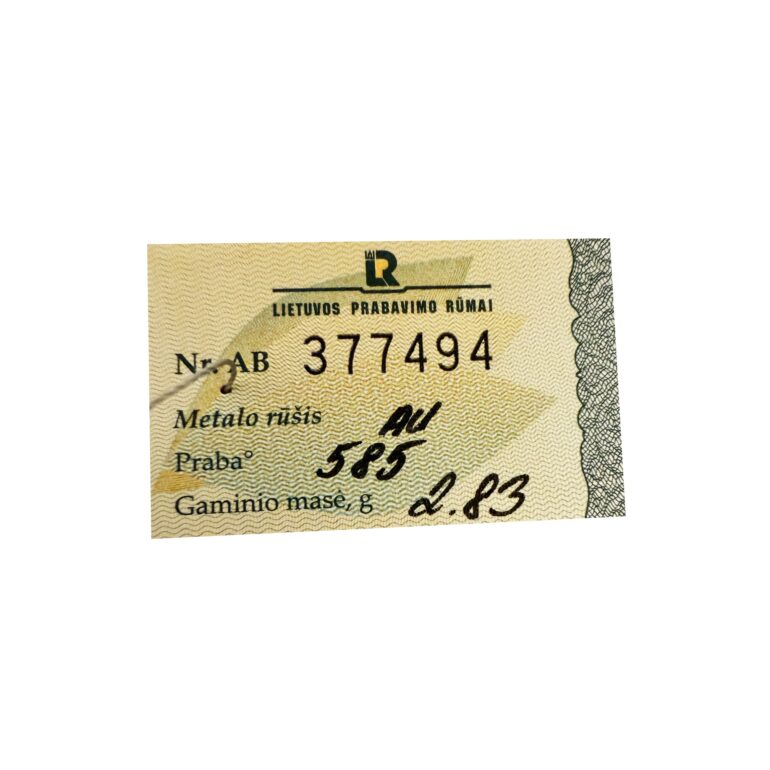 LR
LIETUVOS PRABAVIMO RŪMAI
Nr. AB 377494
Metalo rūšis AU
Praba° 585
Gaminio masė, g 2.83